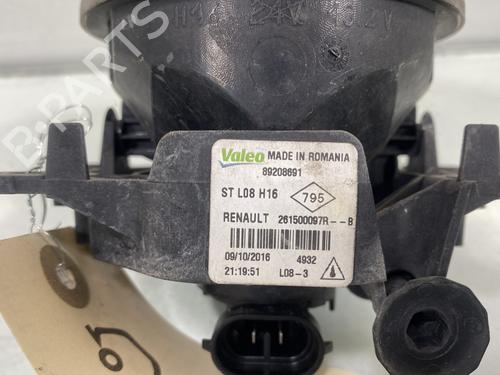 H16 24V 13.2V
Valeo MADE IN ROMANIA
89208691
ST L08 H16 795
RENAULT 261500097R--B
09/10/2016 4932
21:19:51 L08-3
B-PARTS